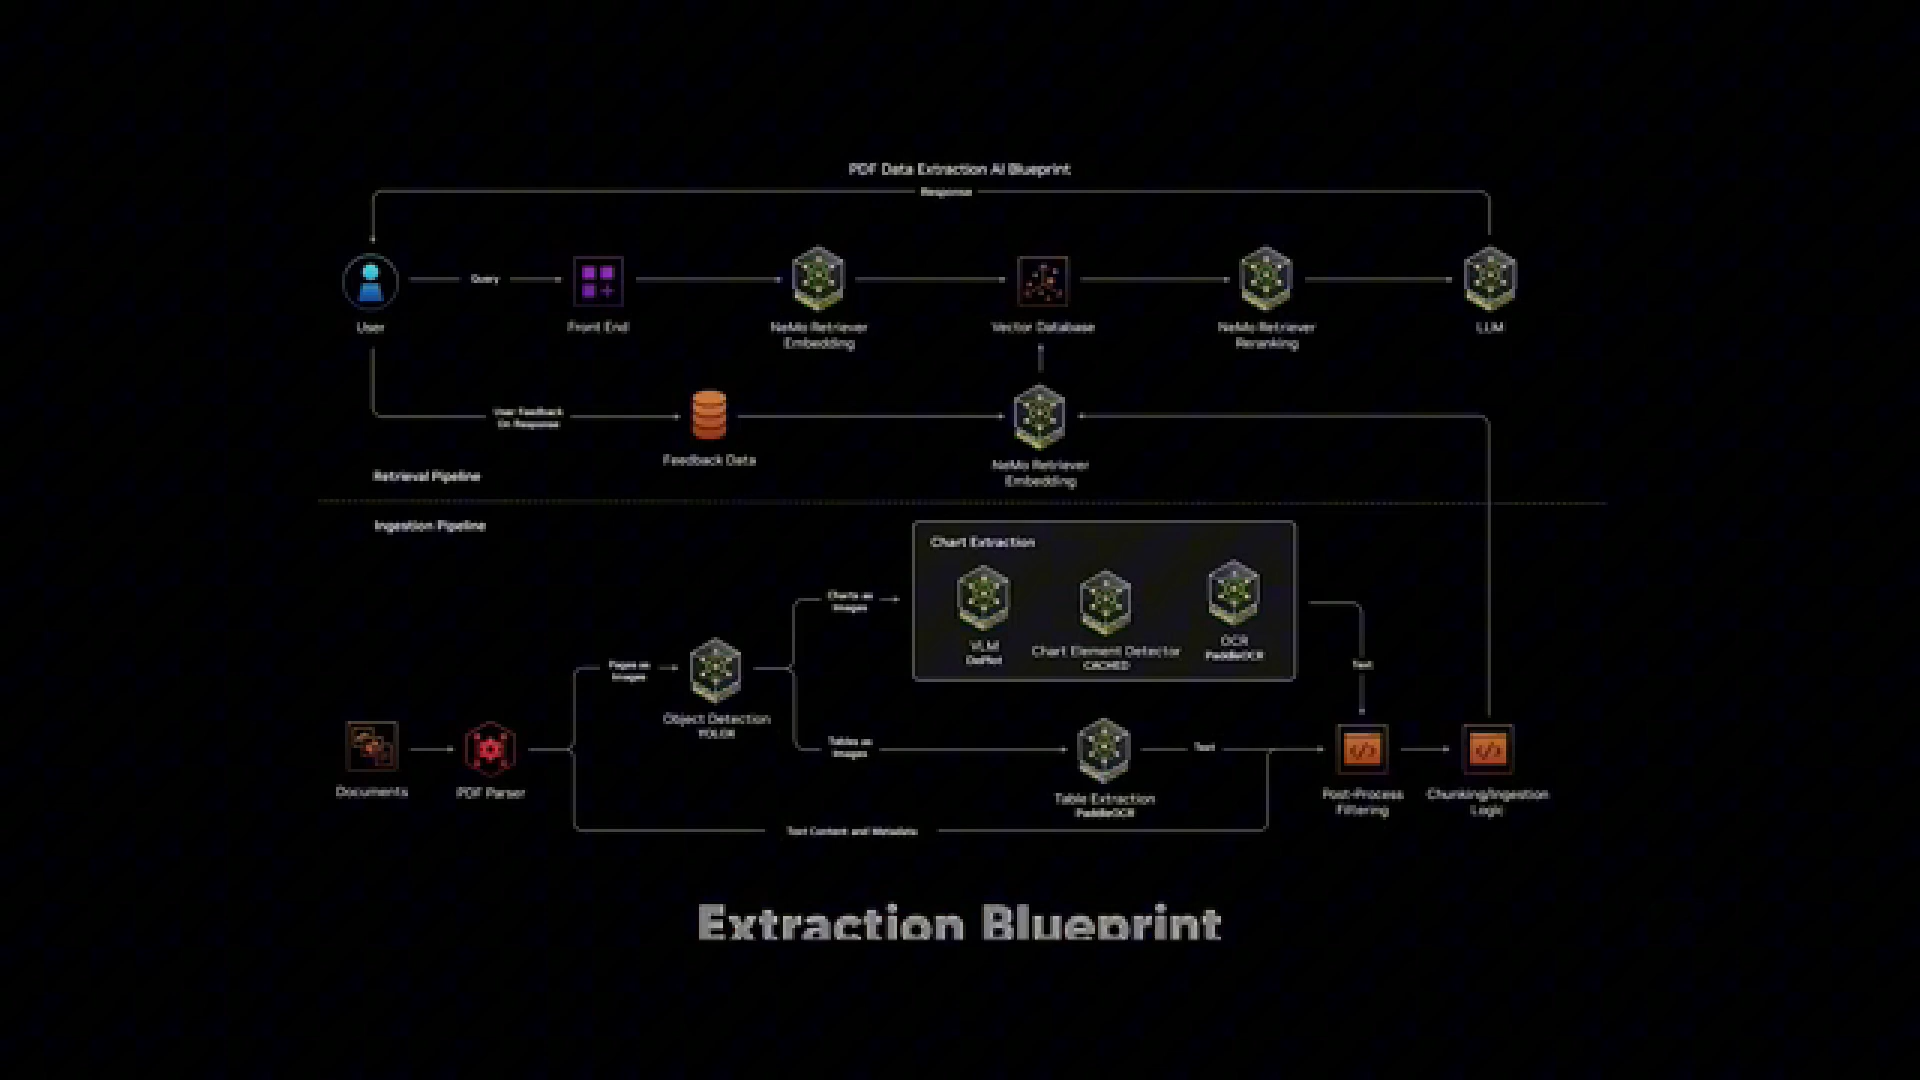 PDF Data Extraction AI Blueprint
Response
Query
User
Front End
NeMo Retriever
Embedding
Vector Database
NeMo Retriever
Reranking
LLM
User Feedback
On Response
Feedback Data
NeMo Retriever
Embedding
Retrieval Pipeline
Ingestion Pipeline
Chart Extraction
Charts as
Images
VLM
DePlot
Chart Element Detector
CACHED
OCR
PaddleOCR
Pages as
Images
Object Detection
YOLOX
Text
Tables as
Images
Text
Documents
PDF Parser
Table Extraction
PaddleOCR
Post-Process
Filtering
Chunking/Ingestion
Logic
Text Content and Metadata
Extraction Blueprint